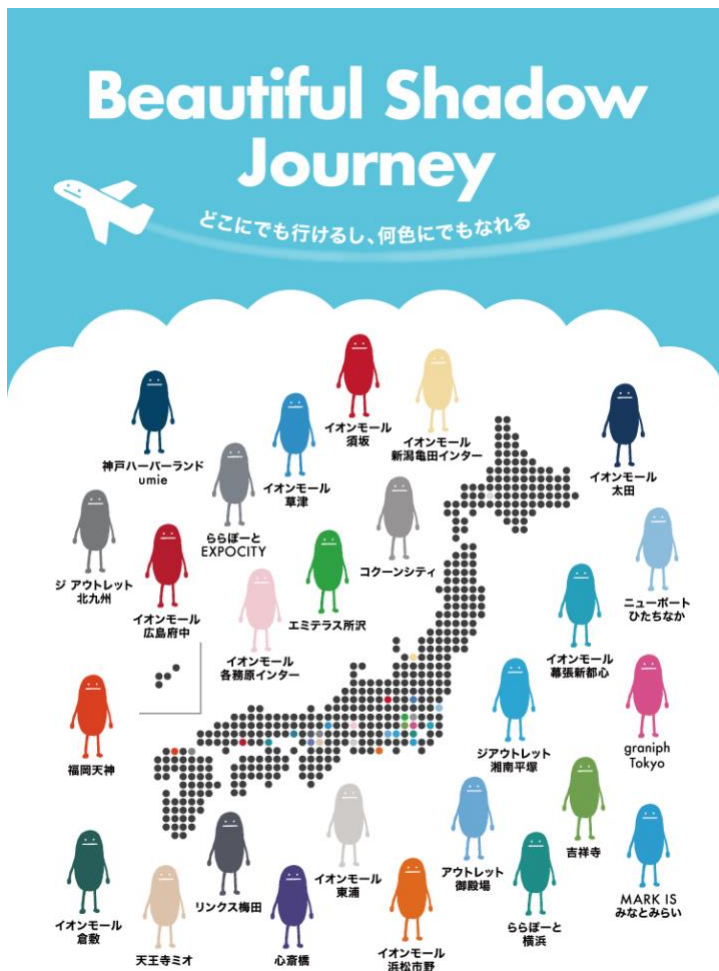 Beautiful Shadow
Journey
どこにでも行けるし、何色にでもなれる
イオンモール
須坂
イオンモール
新潟亀田インター
神戸ハーバーランド
umie
イオンモール
草津
イオンモール
太田
ららぽーと
EXPOCITY
コクーンシティ
ジ アウトレット
北九州
イオンモール
広島府中
エミテラス所沢
ニューポート
ひたちなか
イオンモール
各務原インター
イオンモール
幕張新都心
福岡天神
ジアウトレット
湘南平塚
graniph
Tokyo
吉祥寺
イオンモール
東浦
アウトレット
御殿場
MARK IS
みなとみらい
イオンモール
倉敷
リンクス梅田
ららぽーと
横浜
天王寺ミオ
心斎橋
イオンモール
浜松市野